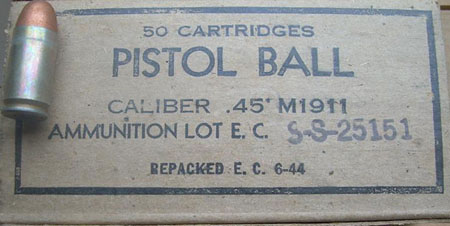 50 CARTRIDGES
PISTOL BALL
CALIBER .45" M1911
AMMUNITION LOT E. C. S-S-25151
REPACKED E. C. 6-44